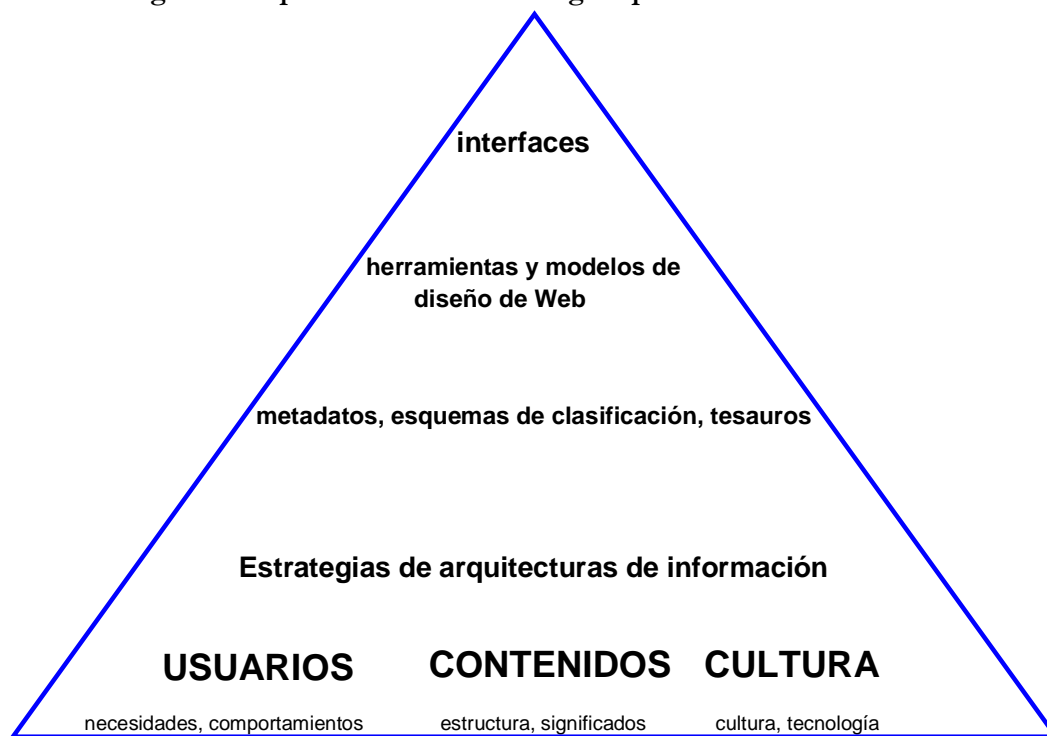 interfaces
herramientas y modelos de
diseño de Web
metadatos, esquemas de clasificación, tesauros
Estrategias de arquitecturas de información
USUARIOS CONTENIDOS CULTURA
necesidades, comportamientos estructura, significados cultura, tecnología